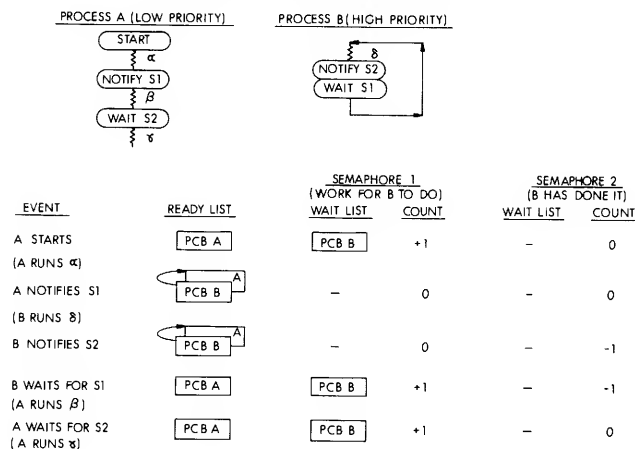 PROCESS A (LOW PRIORITY)
PROCESS B (HIGH PRIORITY)
START
α
NOTIFY S1
β
WAIT S2
γ
δ
NOTIFY S2
WAIT S1
SEMAPHORE 1
(WORK FOR B TO DO)
SEMAPHORE 2
(B HAS DONE IT)
EVENT READY LIST WAIT LIST COUNT WAIT LIST COUNT
A STARTS PCB A PCB B +1 – 0
(A RUNS α)
A NOTIFIES S1 PCB B A – 0 – 0
(B RUNS δ)
B NOTIFIES S2 PCB B A – 0 – -1
B WAITS FOR S1 PCB A PCB B +1 – -1
(A RUNS β)
A WAITS FOR S2 PCB A PCB B +1 – 0
(A RUNS γ)